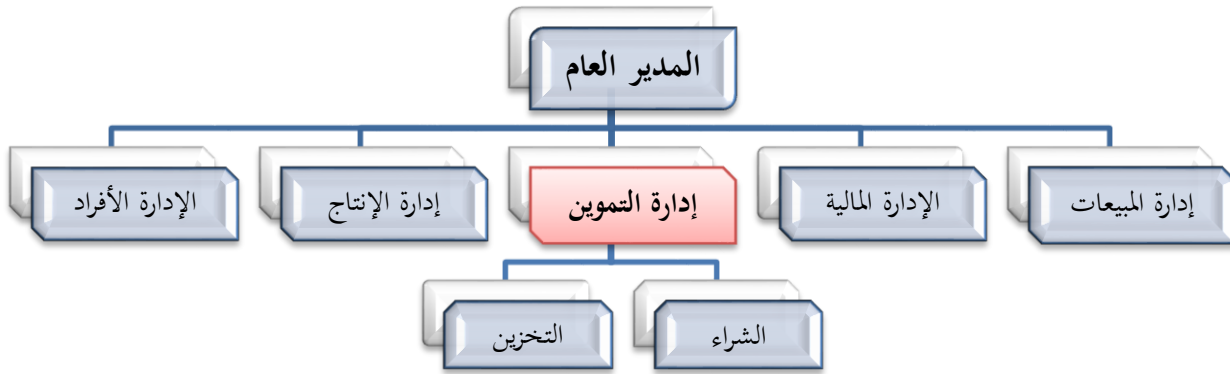 المدير العام
إدارة المبيعات
الإدارة المالية
إدارة التموين
إدارة الإنتاج
الإدارة الأفراد
الشراء
التخزين